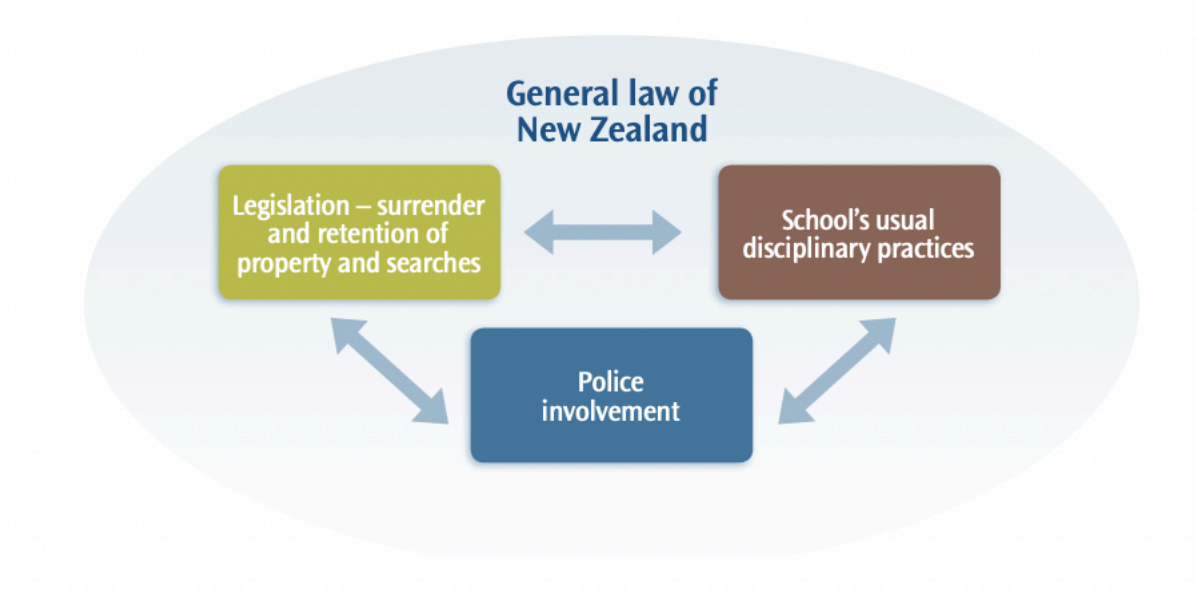 General law of
New Zealand
Legislation – surrender
and retention of
property and searches
School’s usual
disciplinary practices
Police
involvement